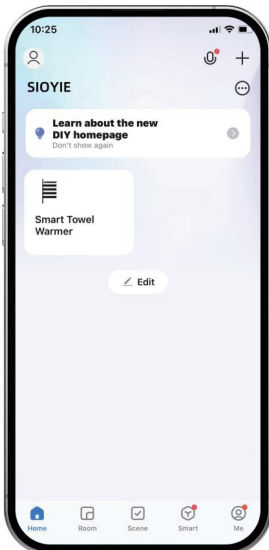 10:25
SIOYIE
Learn about the new
DIY homepage
Don't show again
Smart Towel
Warmer
Edit
Home
Room
Scene
Smart
Me